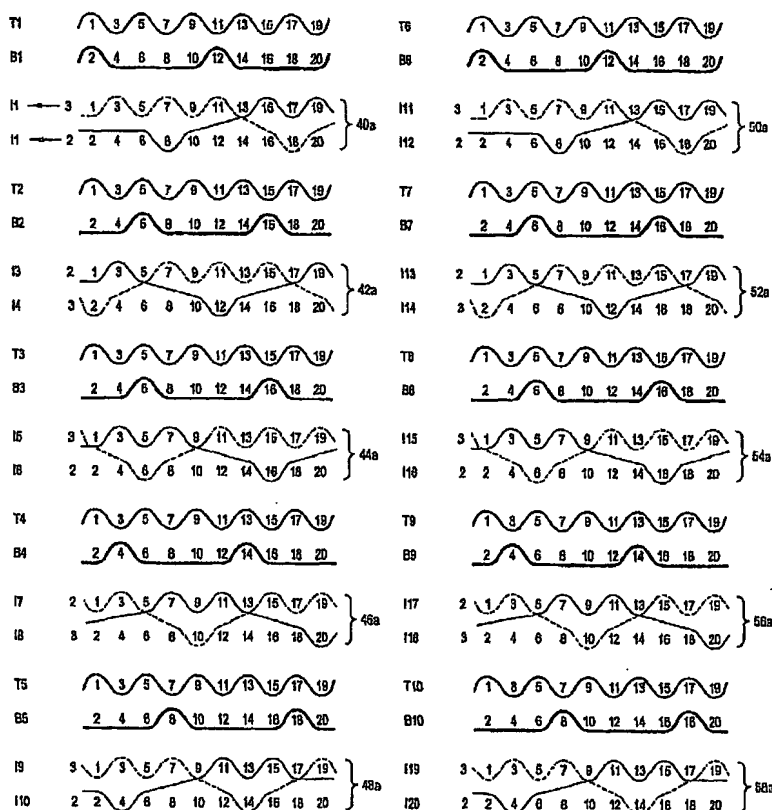 T1 1 3 5 7 9 11 13 15 17 19
B1 2 4 6 8 10 12 14 16 18 20
I1 3 1 3 5 7 9 11 13 15 17 19
I1 2 2 4 6 8 10 12 14 16 18 20
40a
T2 1 3 5 7 9 11 13 15 17 19
B2 2 4 6 8 10 12 14 16 18 20
I3 2 1 3 5 7 9 11 13 15 17 19
I4 3 2 4 6 8 10 12 14 16 18 20
42a
T3 1 3 5 7 9 11 13 15 17 19
B3 2 4 6 8 10 12 14 16 18 20
I5 3 1 3 5 7 9 11 13 15 17 19
I6 2 2 4 6 8 10 12 14 16 18 20
44a
T4 1 3 5 7 9 11 13 15 17 19
B4 2 4 6 8 10 12 14 16 18 20
I7 2 1 3 5 7 9 11 13 15 17 19
I8 3 2 4 6 8 10 12 14 16 18 20
46a
T5 1 3 5 7 9 11 13 15 17 19
B5 2 4 6 8 10 12 14 16 18 20
I9 3 1 3 5 7 9 11 13 15 17 19
I10 2 2 4 6 8 10 12 14 16 18 20
48a
T6 1 3 5 7 9 11 13 15 17 19
B6 2 4 6 8 10 12 14 16 18 20
I11 3 1 3 5 7 9 11 13 15 17 19
I12 2 2 4 6 8 10 12 14 16 18 20
50a
T7 1 3 5 7 9 11 13 15 17 19
B7 2 4 6 8 10 12 14 16 18 20
I13 2 1 3 5 7 9 11 13 15 17 19
I14 3 2 4 6 8 10 12 14 16 18 20
52a
T8 1 3 5 7 9 11 13 15 17 19
B8 2 4 6 8 10 12 14 16 18 20
I15 3 1 3 5 7 9 11 13 15 17 19
I16 2 2 4 6 8 10 12 14 16 18 20
54a
T9 1 3 5 7 9 11 13 15 17 19
B9 2 4 6 8 10 12 14 16 18 20
I17 2 1 3 5 7 9 11 13 15 17 19
I18 3 2 4 6 8 10 12 14 16 18 20
56a
T10 1 3 5 7 9 11 13 15 17 19
B10 2 4 6 8 10 12 14 16 18 20
I19 3 1 3 5 7 9 11 13 15 17 19
I20 2 2 4 6 8 10 12 14 16 18 20
58a